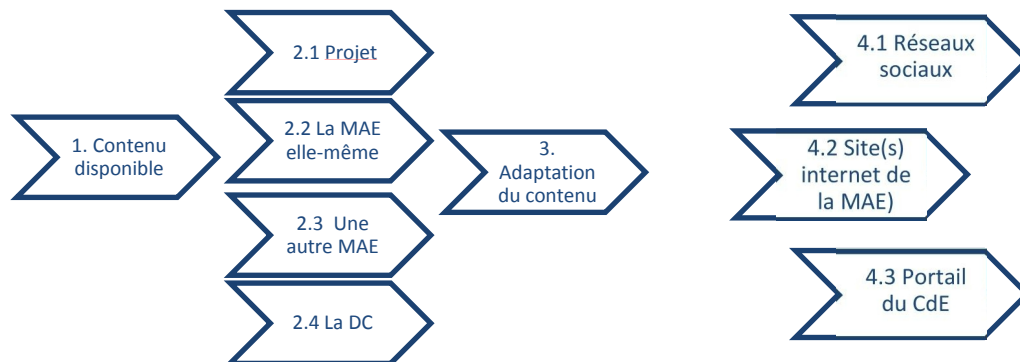 1. Contenu
disponible
2.1 Projet
2.2 La MAE
elle-même
2.3 Une
autre MAE
2.4 La DC
3.
Adaptation
du contenu
4.1 Réseaux
sociaux
4.2 Site(s)
internet de
la MAE)
4.3 Portail
du CdE